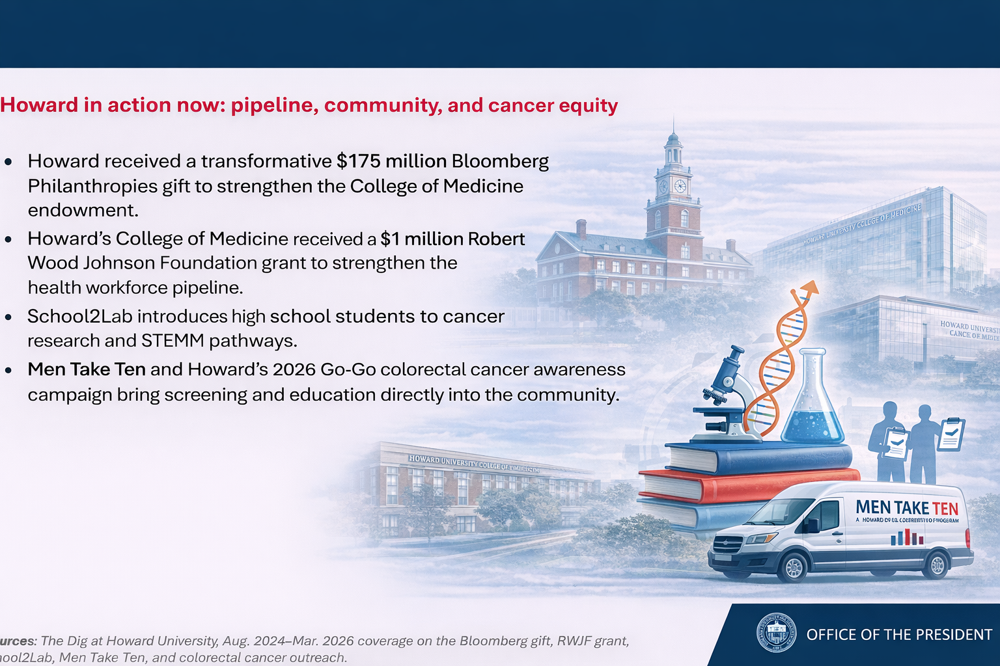 Howard in action now: pipeline, community, and cancer equity
• Howard received a transformative $175 million Bloomberg
Philanthropies gift to strengthen the College of Medicine
endowment.
• Howard’s College of Medicine received a $1 million Robert
Wood Johnson Foundation grant to strengthen the
health workforce pipeline.
• School2Lab introduces high school students to cancer
research and STEMM pathways.
• Men Take Ten and Howard’s 2026 Go-Go colorectal cancer awareness
campaign bring screening and education directly into the community.
HOWARD UNIVERSITY COLLEGE OF MEDICINE
HOWARD UNIVERSI
CANCE OF
HOWARD UNIVERSITY COLLEGE OF
MEN TAKE TEN
A HOWARD
urces: The Dig at Howard University, Aug. 2024–Mar. 2026 coverage on the Bloomberg gift, RWJF grant,
hool2Lab, Men Take Ten, and colorectal cancer outreach.
OFFICE OF THE PRESIDENT